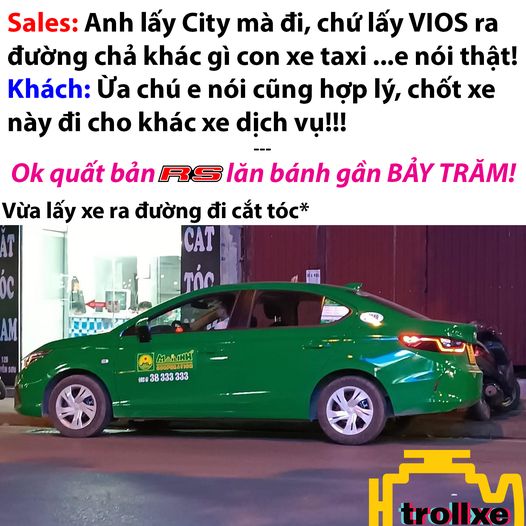 Sales: Anh lấy City mà đi, chứ lấy VIOS ra
đường chả khác gì con xe taxi ...e nói thật!
Khách: Ừa chú e nói cũng hợp lý, chốt xe
này đi cho khác xe dịch vụ!!!
---
Ok quất bản RS lăn bánh gần BẢY TRĂM!
Vừa lấy xe ra đường đi cắt tóc*
CẮT
TÓC
NAM
CẮT
TÓC
MaiLinh
CORPORATION
38 333 333
trollxe